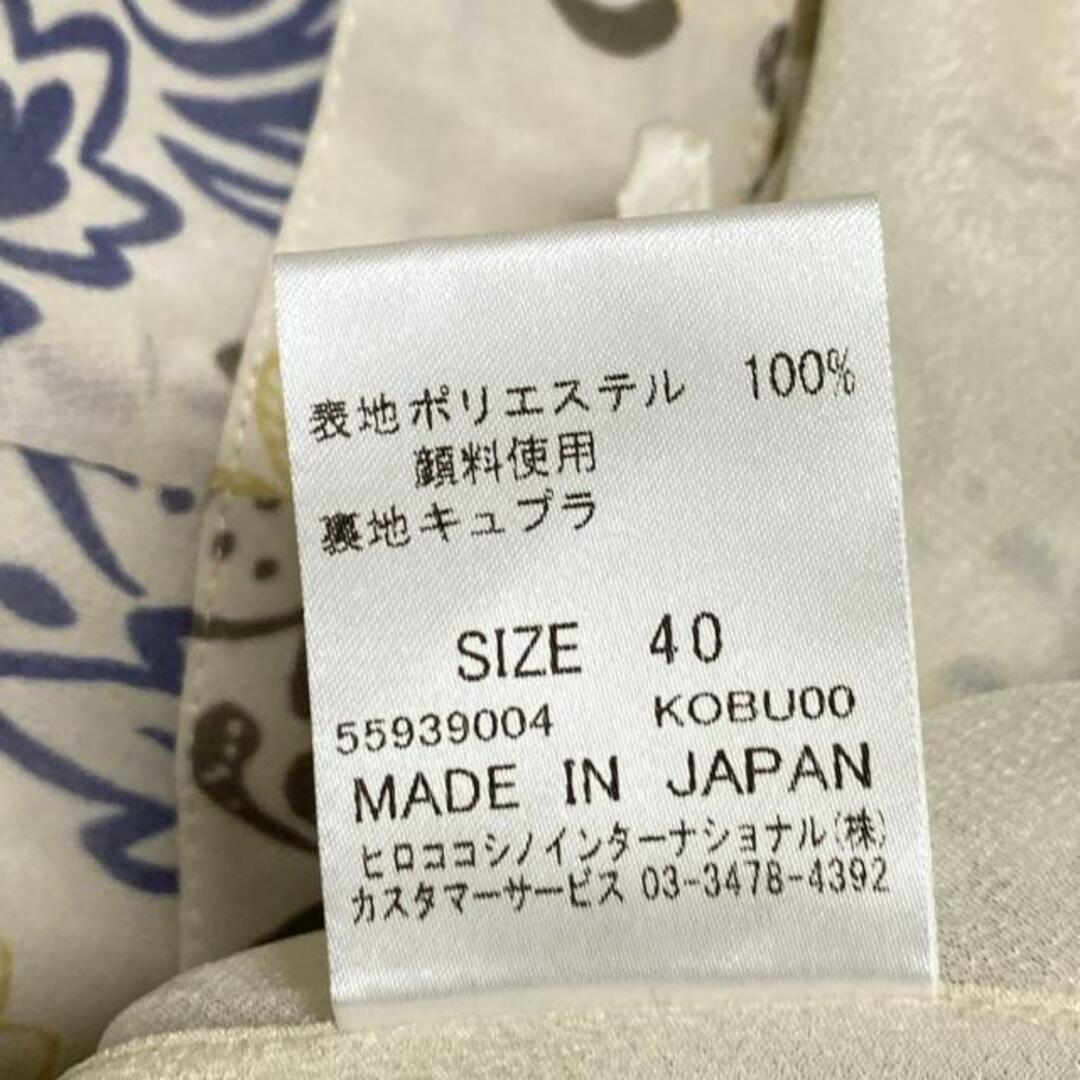 表地ポリエステル 100%
顔料使用
裏地キュプラ
SIZE 40
55939004 KOBU00
MADE IN JAPAN
ヒロココシノインターナショナル(株)
カスタマーサービス 03-3478-4392